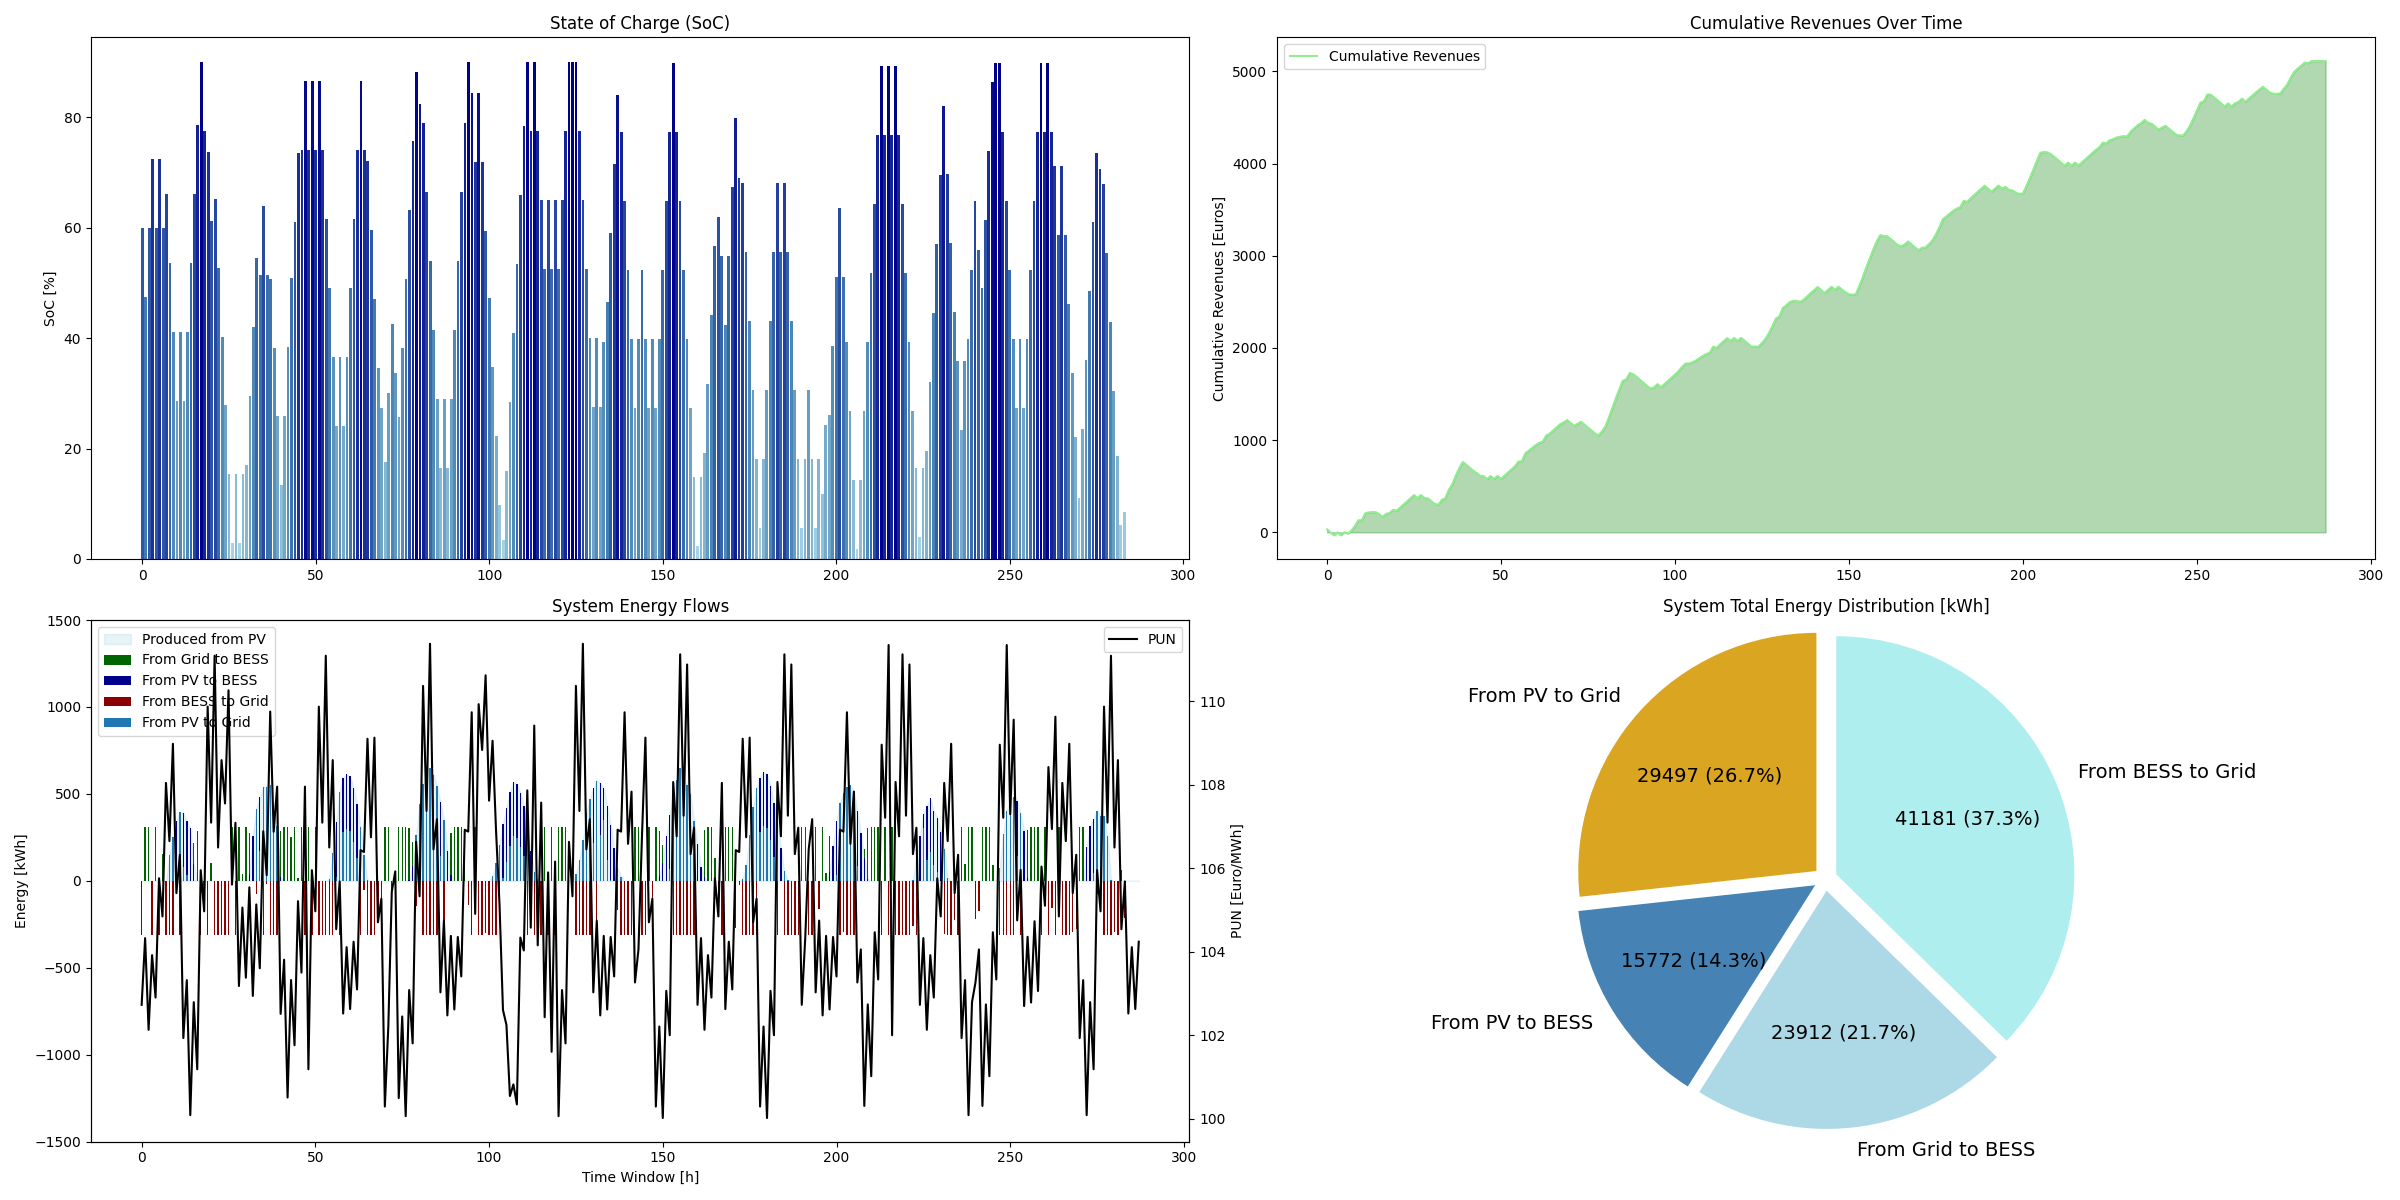 State of Charge (SoC)
SoC [%]
80
60
40
20
0
0 50 100 150 200 250 300
Cumulative Revenues Over Time
Cumulative Revenues
Cumulative Revenues [Euros]
5000
4000
3000
2000
1000
0
0 50 100 150 200 250 300
System Energy Flows
Produced from PV
From Grid to BESS
From PV to BESS
From BESS to Grid
From PV to Grid
PUN
Energy [kWh]
1500
1000
500
0
−500
−1000
−1500
0 50 100 150 200 250 300
Time Window [h]
110
108
106
104
102
100
PUN [Euro/MWh]
System Total Energy Distribution [kWh]
From PV to Grid
29497 (26.7%)
From BESS to Grid
41181 (37.3%)
From PV to BESS
15772 (14.3%)
23912 (21.7%)
From Grid to BESS